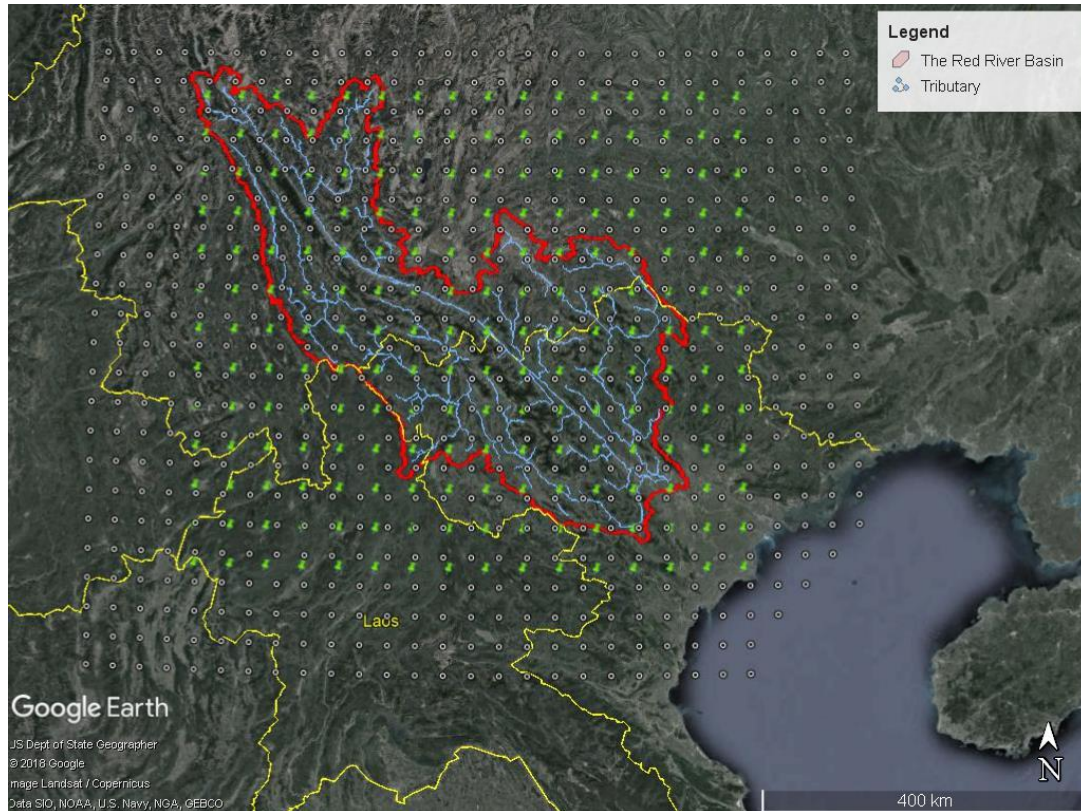 Legend
The Red River Basin
Tributary
Laos
Google Earth
US Dept of State Geographer
© 2018 Google
Image Landsat / Copernicus
Data SIO, NOAA, U.S. Navy, NGA, GEBCO
N
400 km